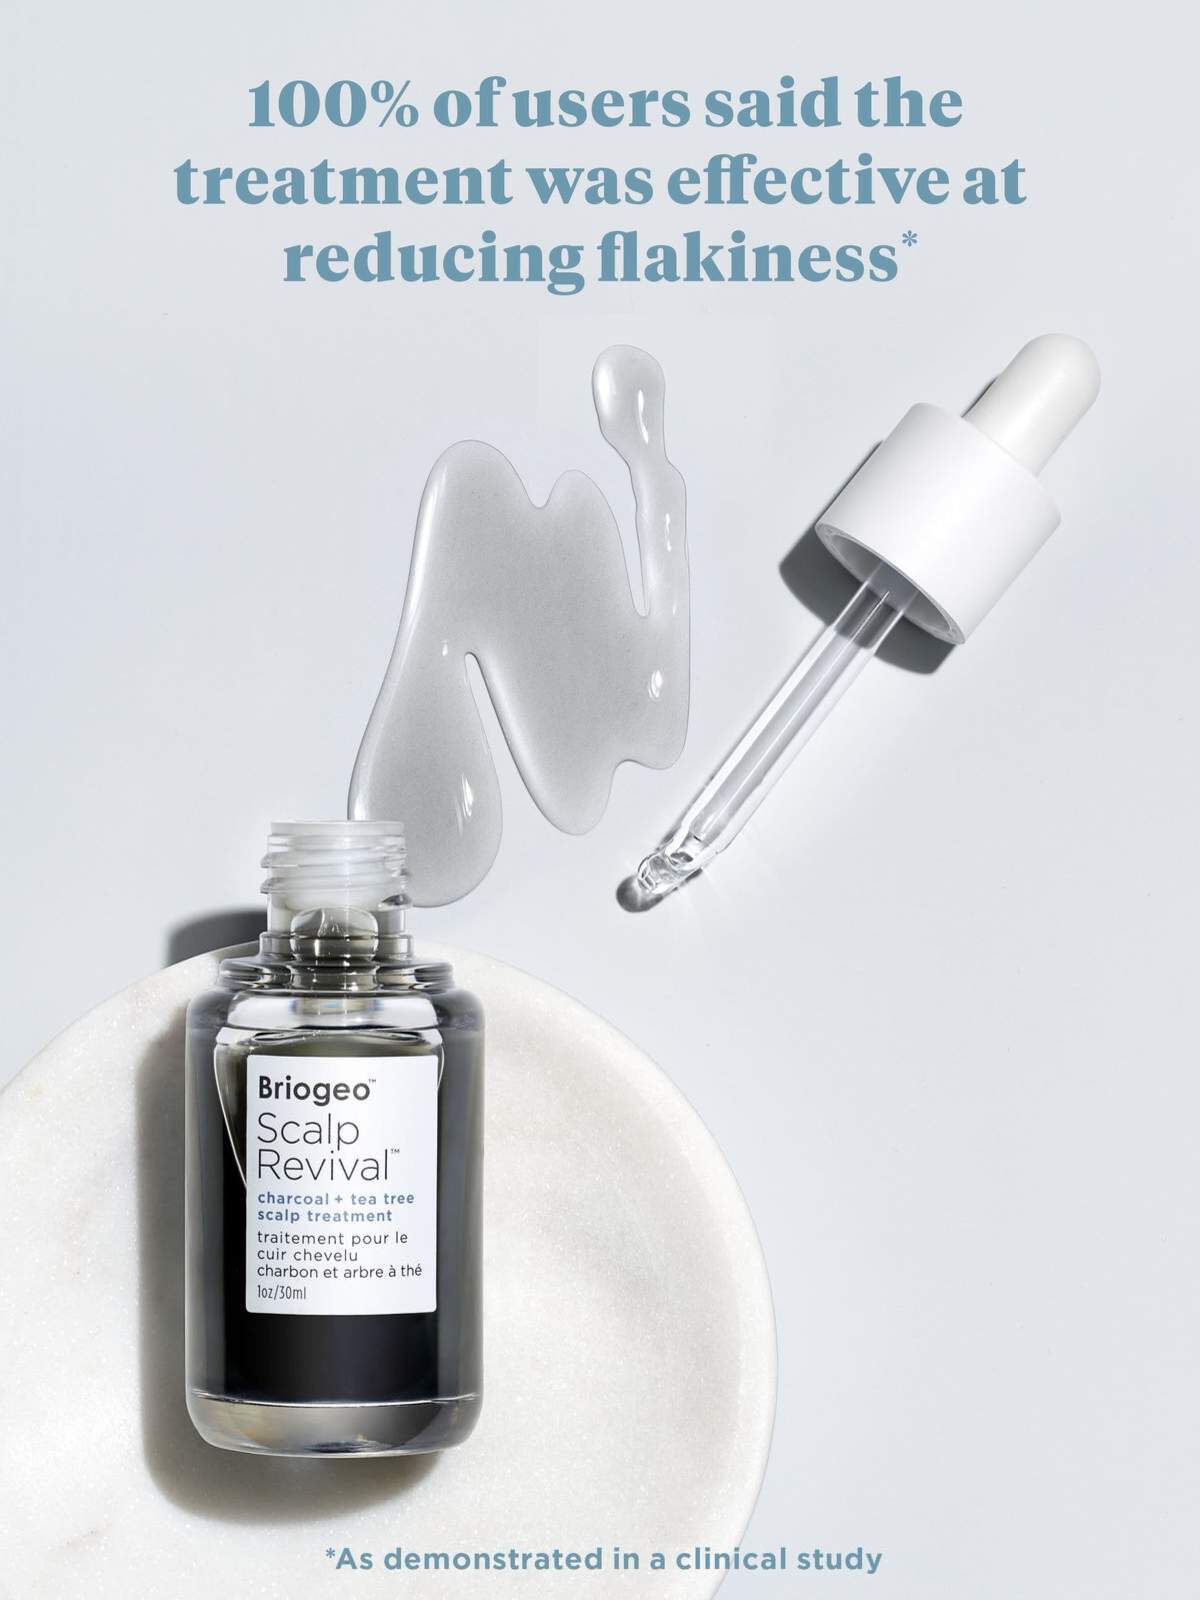 100% of users said the
treatment was effective at
reducing flakiness*
Briogeo™
Scalp
Revival™
charcoal + tea tree
scalp treatment
traitement pour le
cuir chevelu
charbon et arbre à thé
1oz/30ml
*As demonstrated in a clinical study